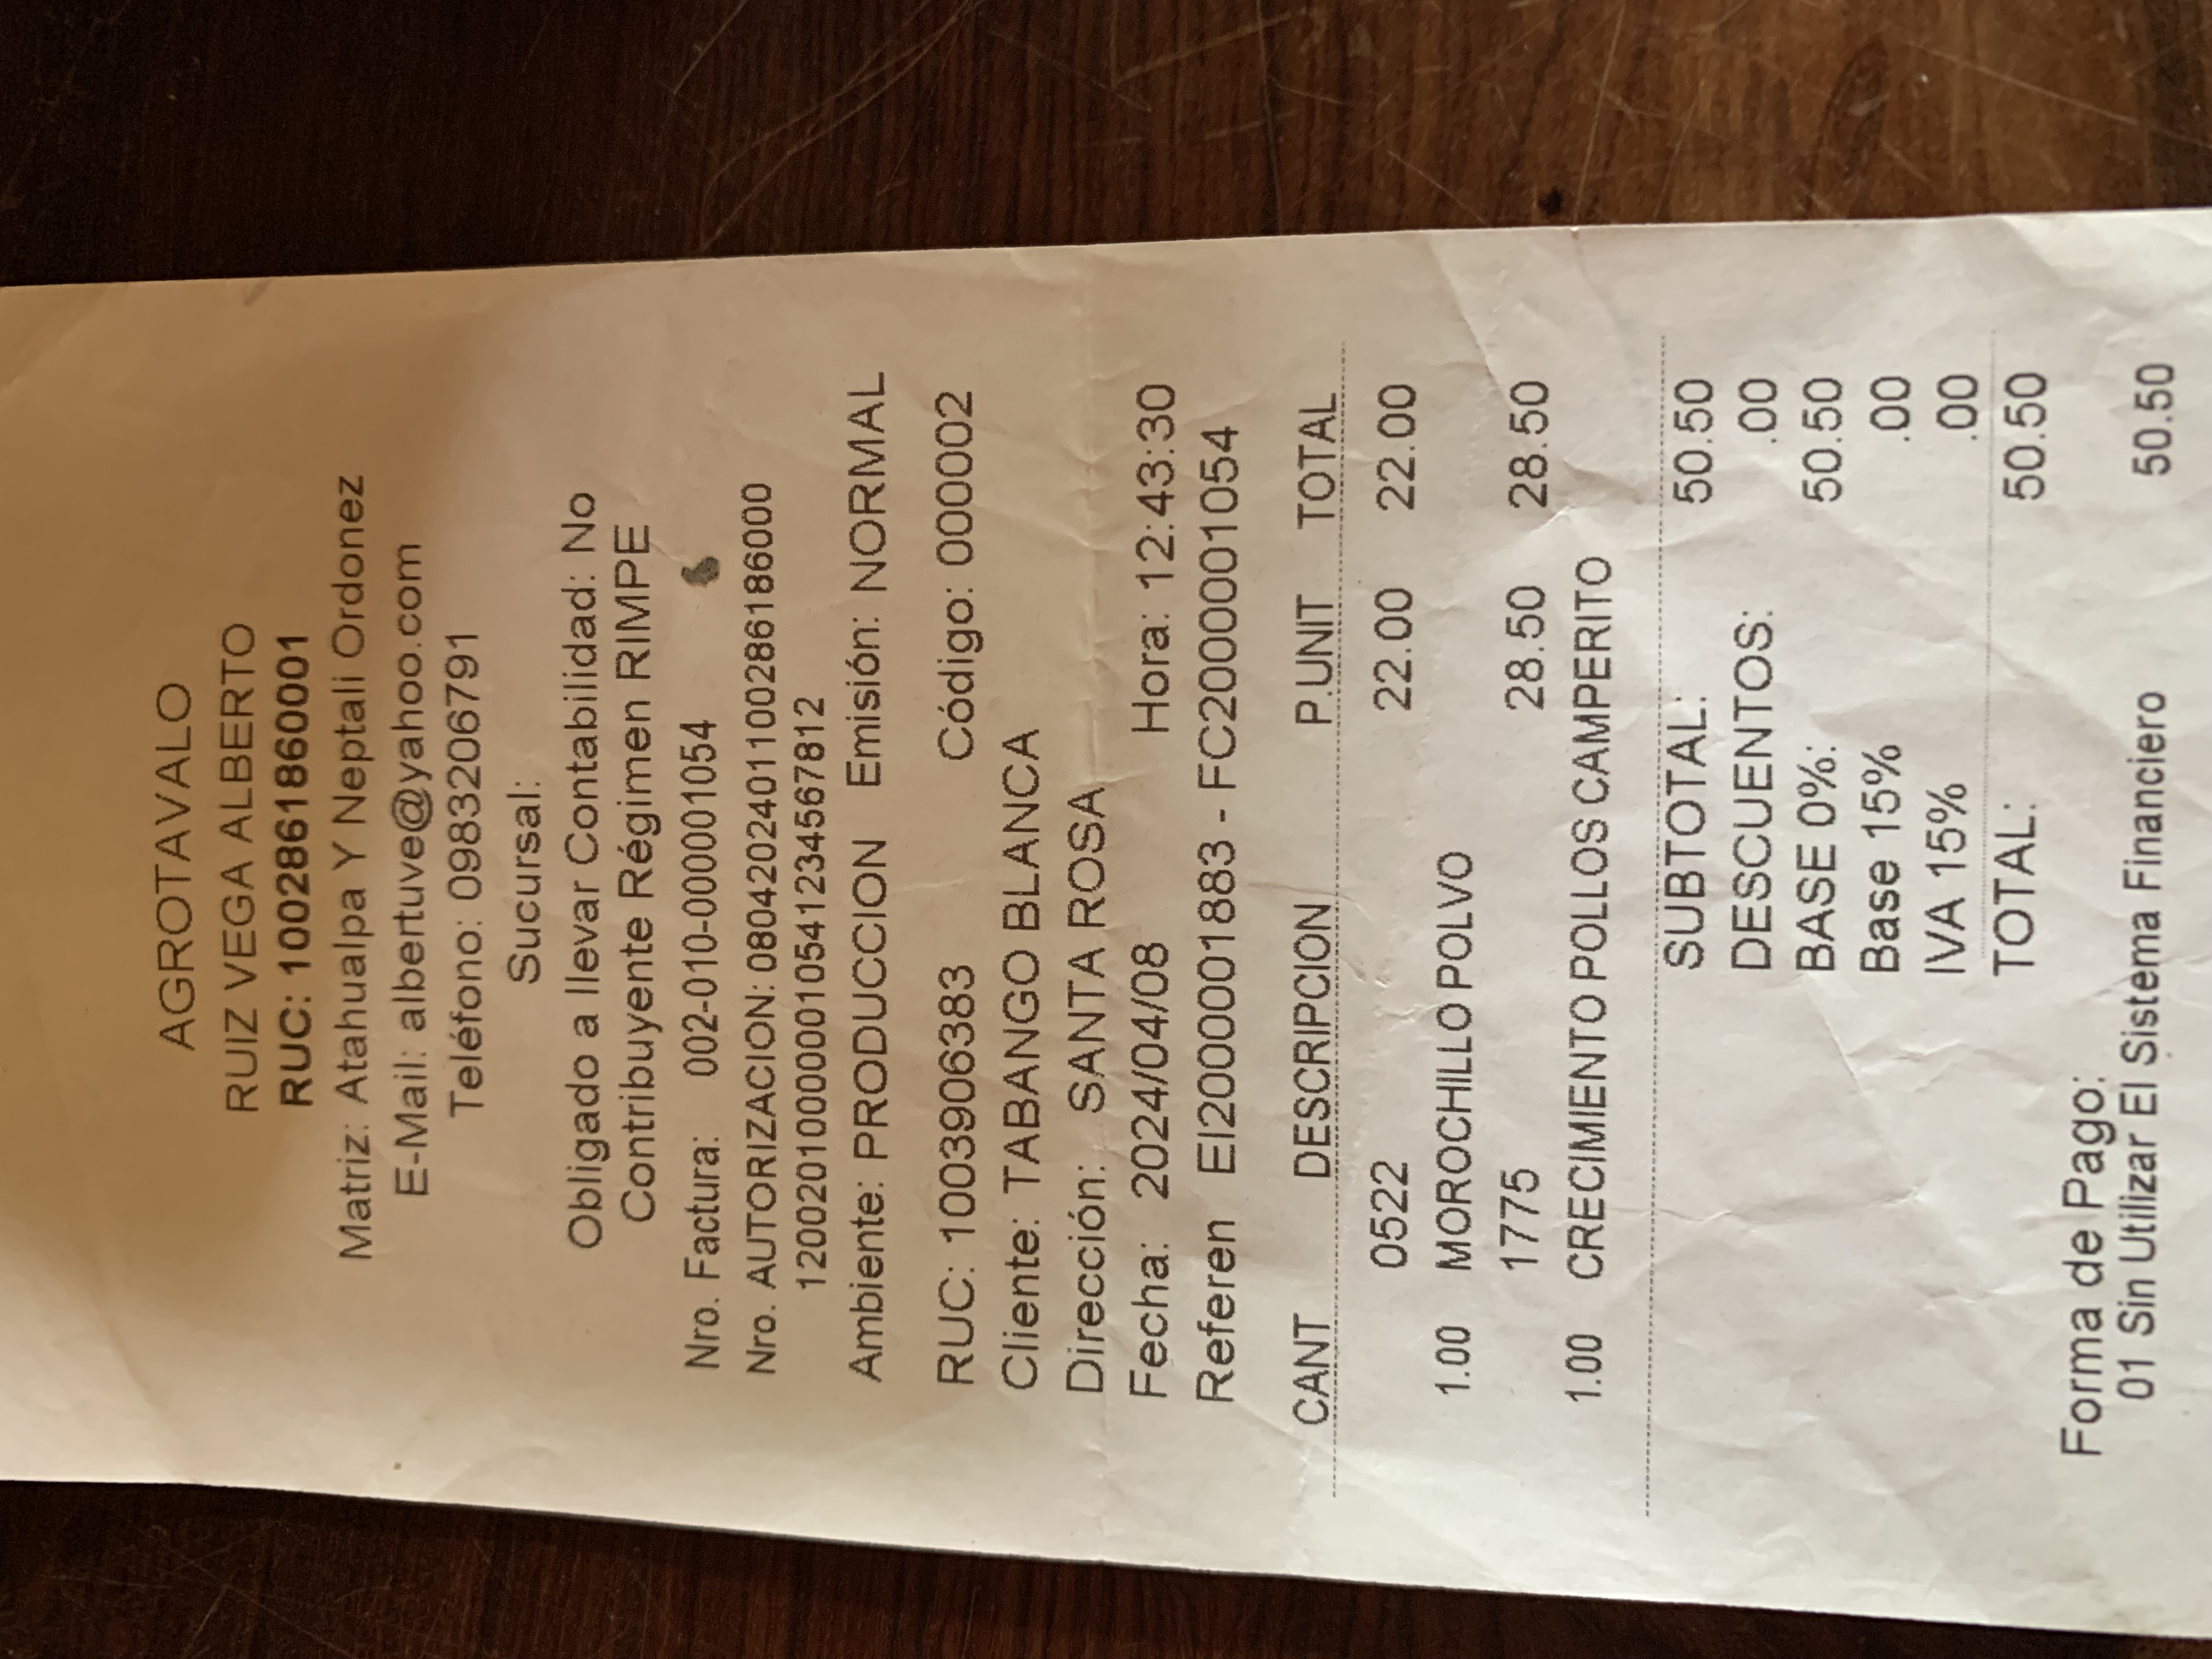 AGROTAVALO
RUIZ VEGA ALBERTO
RUC: 1002861860001
Matriz: Atahualpa Y Neptali Ordonez
E-Mail: albertuve@yahoo.com
Teléfono: 0983206791
Sucursal:
Obligado a llevar Contabilidad: No
Contribuyente Régimen RIMPE
Nro. Factura: 002-010-000001054
Nro. AUTORIZACION: 0804202401100286186000
120020100000010541234567812
Ambiente: PRODUCCION Emisión: NORMAL
RUC: 1003906383 Código: 000002
Cliente: TABANGO BLANCA
Dirección: SANTA ROSA
Fecha: 2024/04/08 Hora: 12:43:30
Referen EI2000001883 - FC2000001054
CANT DESCRIPCION P.UNIT TOTAL
0522 22.00 22.00
1.00 MOROCHILLO POLVO
1775 28.50 28.50
1.00 CRECIMIENTO POLLOS CAMPERITO
SUBTOTAL: 50.50
DESCUENTOS: .00
BASE 0%: 50.50
Base 15% .00
IVA 15% .00
TOTAL: 50.50
Forma de Pago:
01 Sin Utilizar El Sistema Financiero 50.50